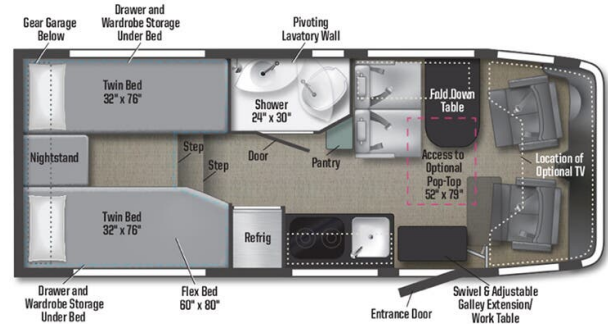 Gear Garage
Below
Drawer and
Wardrobe Storage
Under Bed
Pivoting
Lavatory Wall
Twin Bed
32" x 76"
Shower
24" x 30"
Fold Down
Table
Nightstand
Step
Step
Door
Pantry
Access to
Optional
Pop-Top
52" x 79"
Location of
Optional TV
Twin Bed
32" x 76"
Refrig
Drawer and
Wardrobe Storage
Under Bed
Flex Bed
60" x 80"
Entrance Door
Swivel & Adjustable
Galley Extension/
Work Table